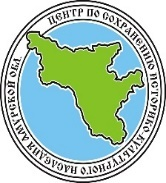 ЦЕНТР ПО СОХРАНЕНИЮ ИСТОРИКО-КУЛЬТУРНОГО НАСЛЕДИЯ АМУРСКОЙ ОБЛ